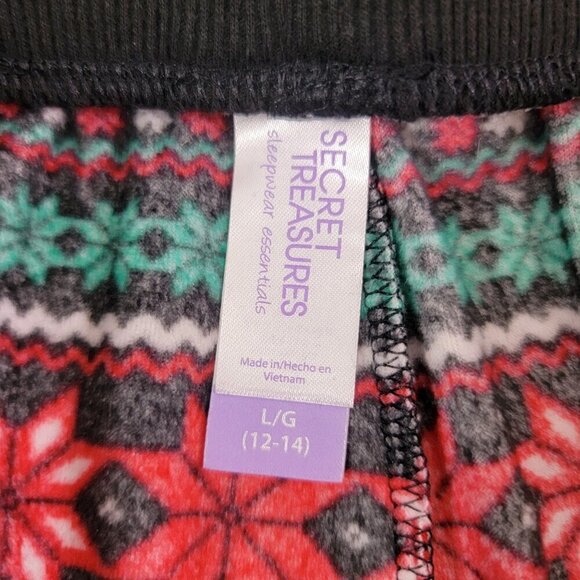 SECRET
TREASURES
sleepwear essentials
Made in/Hecho en
Vietnam
L/G
(12-14)